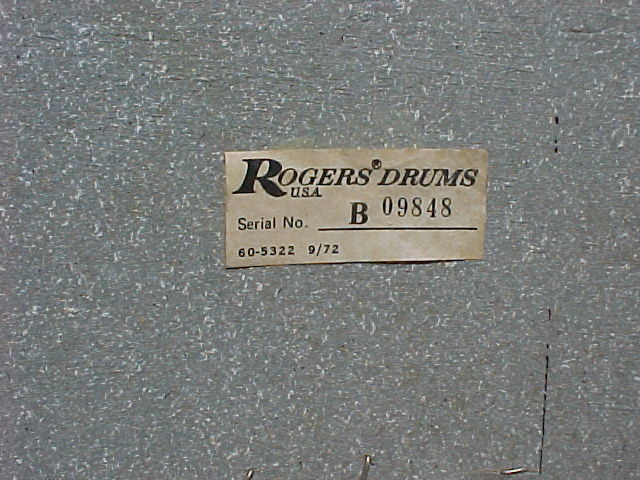 ROGERS® DRUMS
U.S.A.
Serial No. B 09848
60-5322 9/72